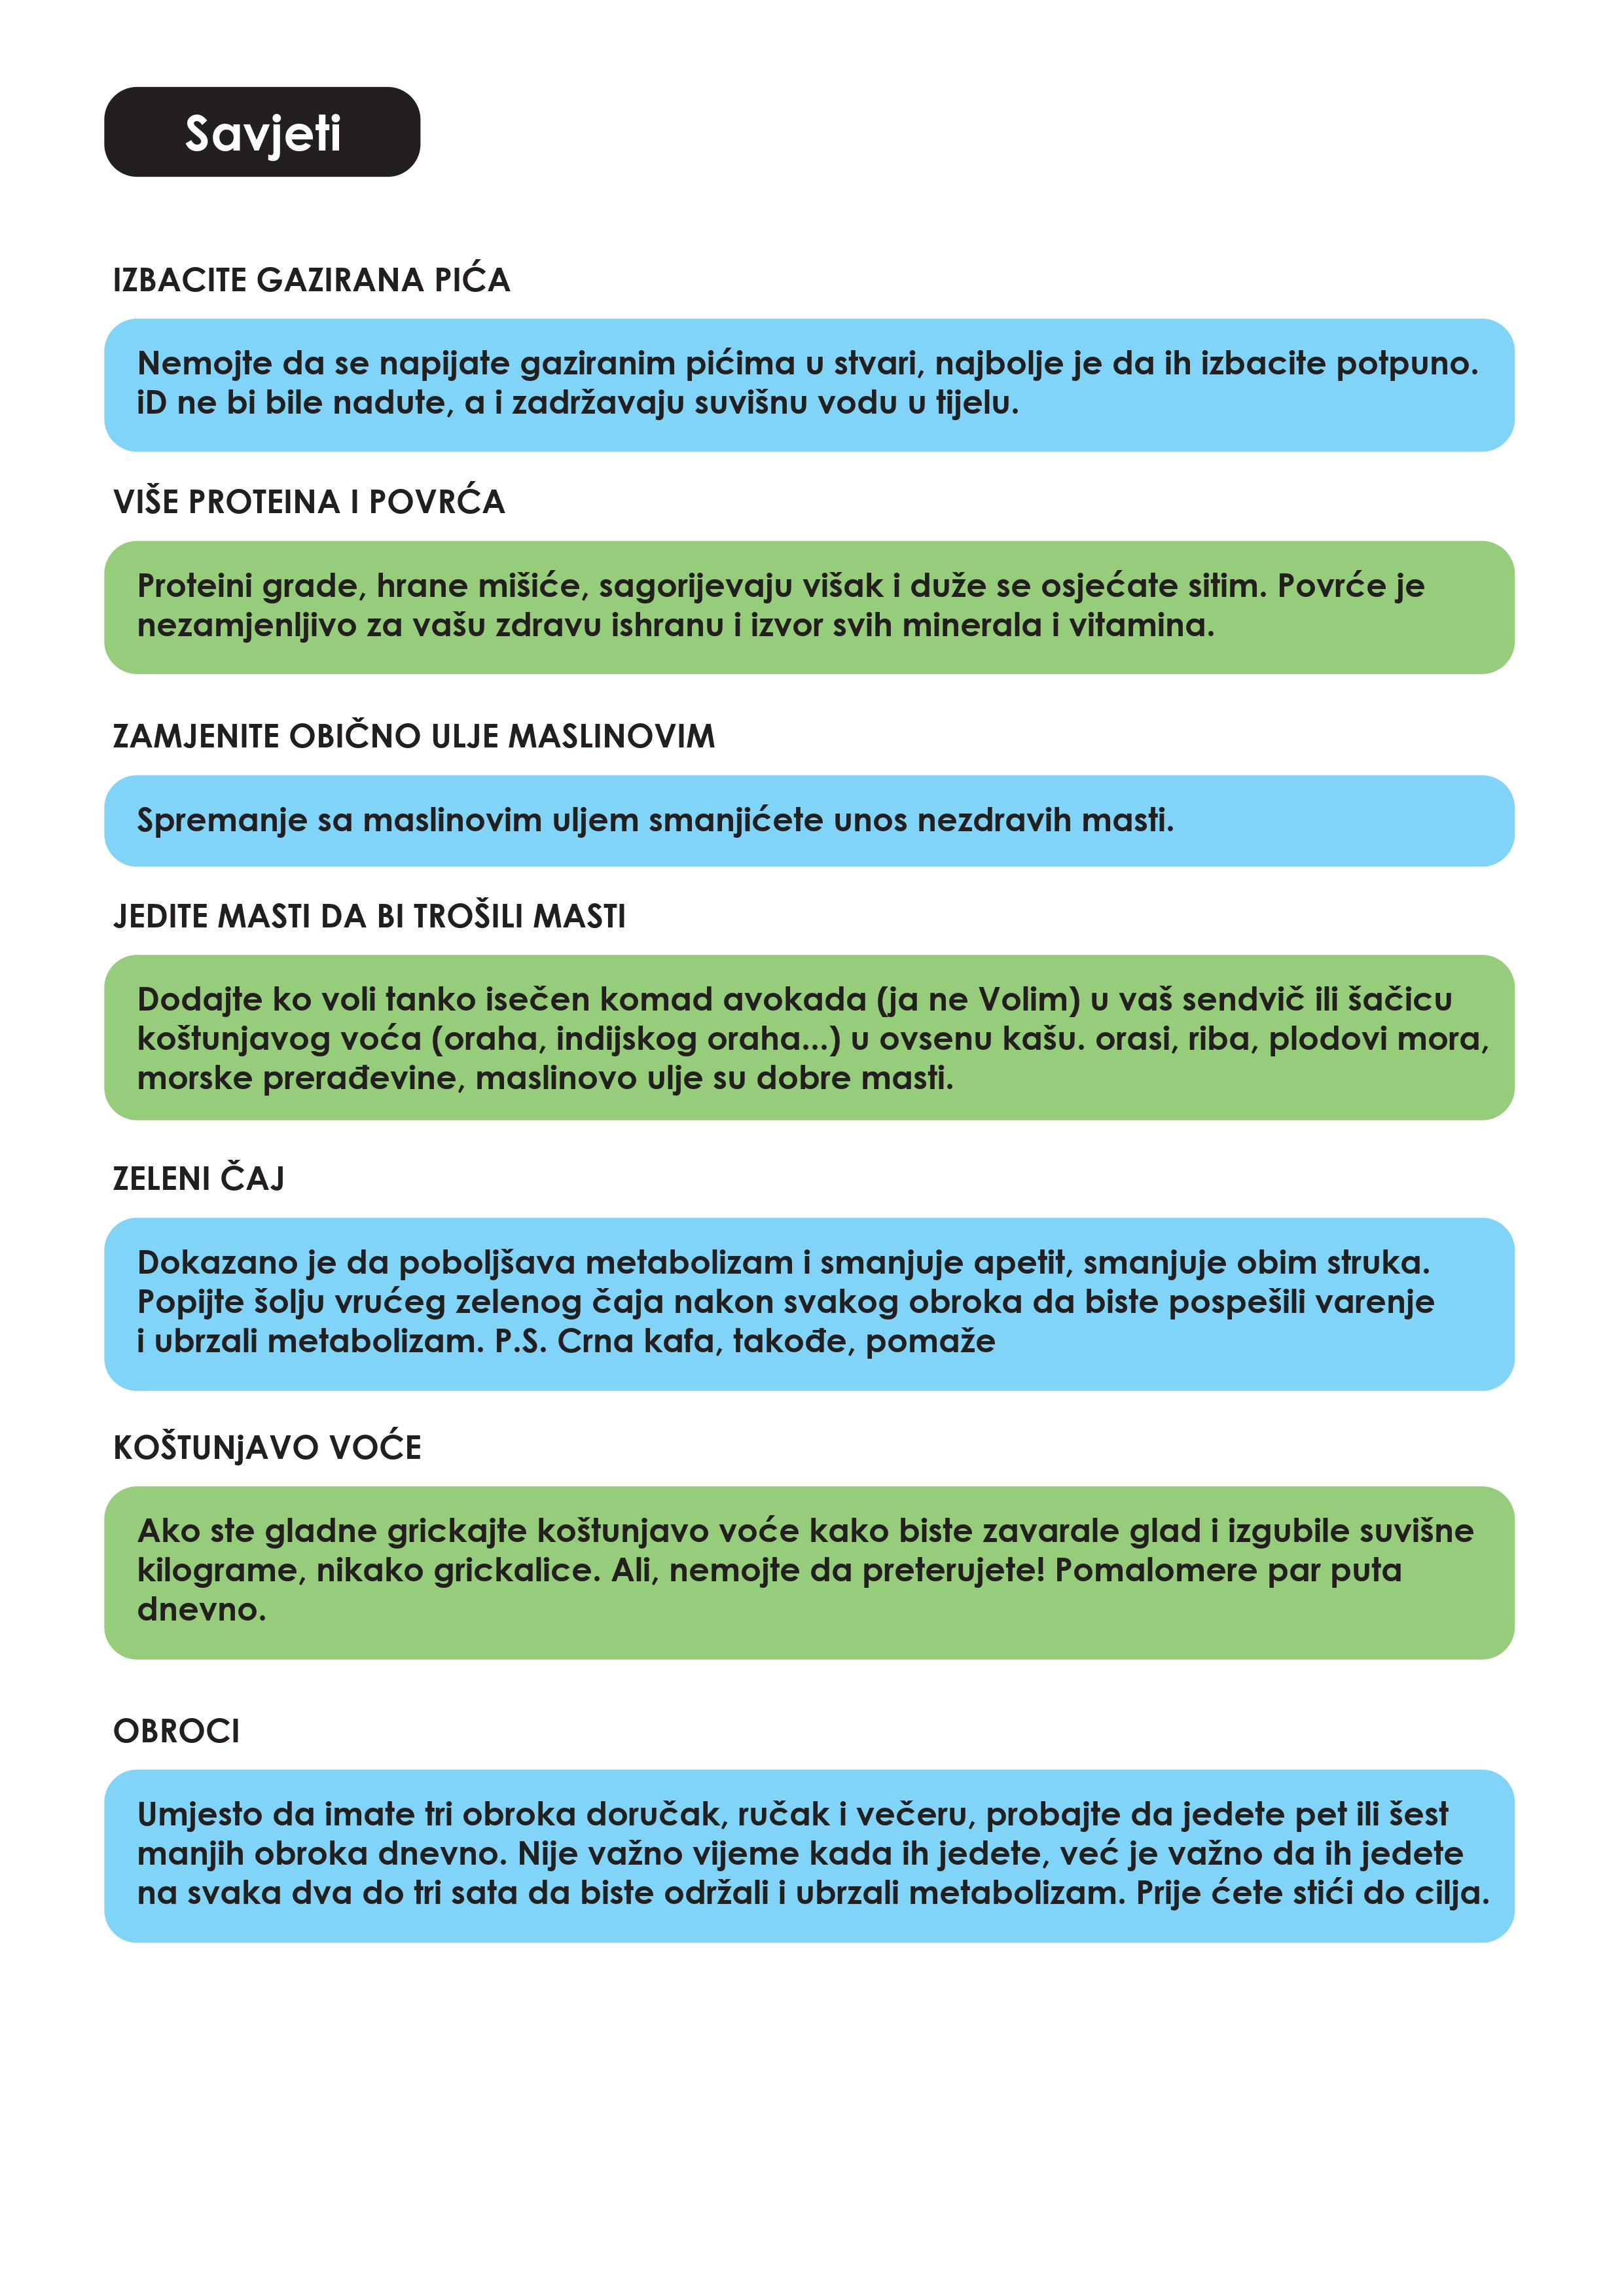 Savjeti
IZBACITE GAZIRANA PIĆA
Nemojte da se napijate gaziranim pićima u stvari, najbolje je da ih izbacite potpuno.
iD ne bi bile nadute, a i zadržavaju suvišnu vodu u tijelu.
VIŠE PROTEINA I POVRĆA
Proteini grade, hrane mišiće, sagorijevaju višak i duže se osjećate sitim. Povrće je
nezamjenljivo za vašu zdravu ishranu i izvor svih minerala i vitamina.
ZAMJENITE OBIČNO ULJE MASLINOVIM
Spremanje sa maslinovim uljem smanjićete unos nezdravih masti.
JEDITE MASTI DA BI TROŠILI MASTI
Dodajte ko voli tanko isečen komad avokada (ja ne Volim) u vaš sendvič ili šačicu
koštunjavog voća (oraha, indijskog oraha...) u ovsenu kašu. orasi, riba, plodovi mora,
morske prerađevine, maslinovo ulje su dobre masti.
ZELENI ČAJ
Dokazano je da poboljšava metabolizam i smanjuje apetit, smanjuje obim struka.
Popijte šolju vrućeg zelenog čaja nakon svakog obroka da biste pospešili varenje
i ubrzali metabolizam. P.S. Crna kafa, takođe, pomaže
KOŠTUNjAVO VOĆE
Ako ste gladne grickajte koštunjavo voće kako biste zavarale glad i izgubile suvišne
kilograme, nikako grickalice. Ali, nemojte da preterujete! Pomalomere par puta
dnevno.
OBROCI
Umjesto da imate tri obroka doručak, ručak i večeru, probajte da jedete pet ili šest
manjih obroka dnevno. Nije važno vijeme kada ih jedete, već je važno da ih jedete
na svaka dva do tri sata da biste održali i ubrzali metabolizam. Prije ćete stići do cilja.